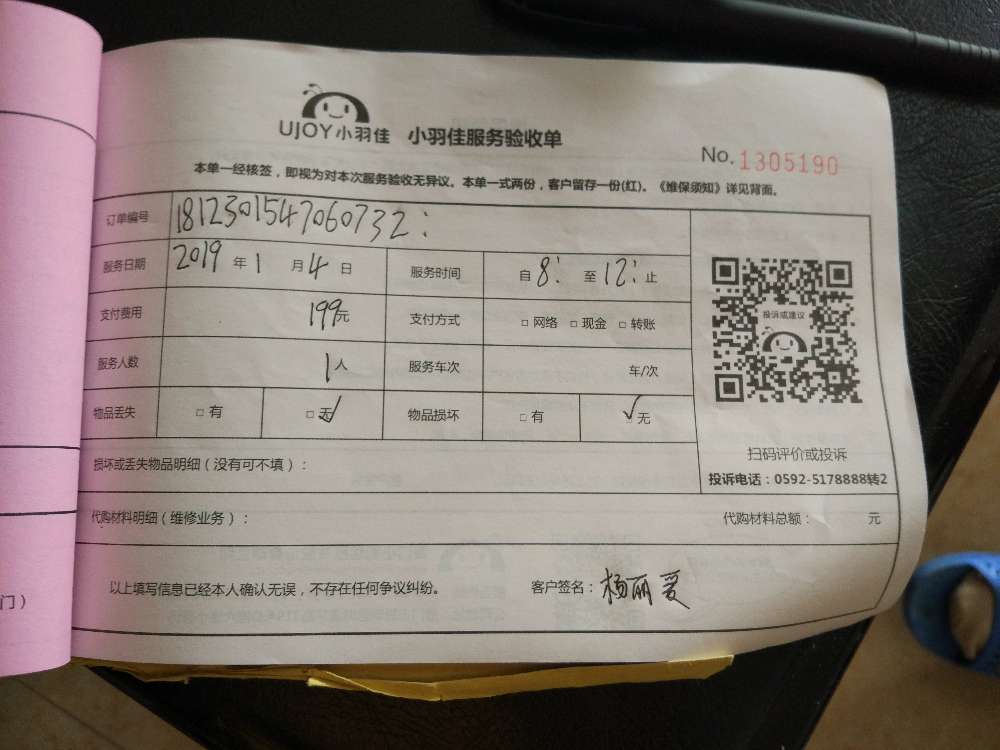 UJOY小羽佳 小羽佳服务验收单
No. 1305190
本单一经核签，即视为对本次服务验收无异议。本单一式两份，客户留存一份(红)。《维保须知》详见背面。
订单编号 181230154706073​2:
服务日期 2019 年 1 月 4 日 服务时间 自 8: 至 12: 止
支付费用 199元 支付方式 □ 网络 □ 现金 □ 转账
服务人数 1人 服务车次 车/次
物品丢失 □ 有 □ 无✓ 物品损坏 □ 有 ✓无
投诉或建议
扫码评价或投诉
投诉电话：0592-5178888转2
损坏或丢失物品明细（没有可不填）：
代购材料明细（维修业务）： 代购材料总额： 元
以上填写信息已经本人确认无误，不存在任何争议纠纷。 客户签名：杨丽爱
门）